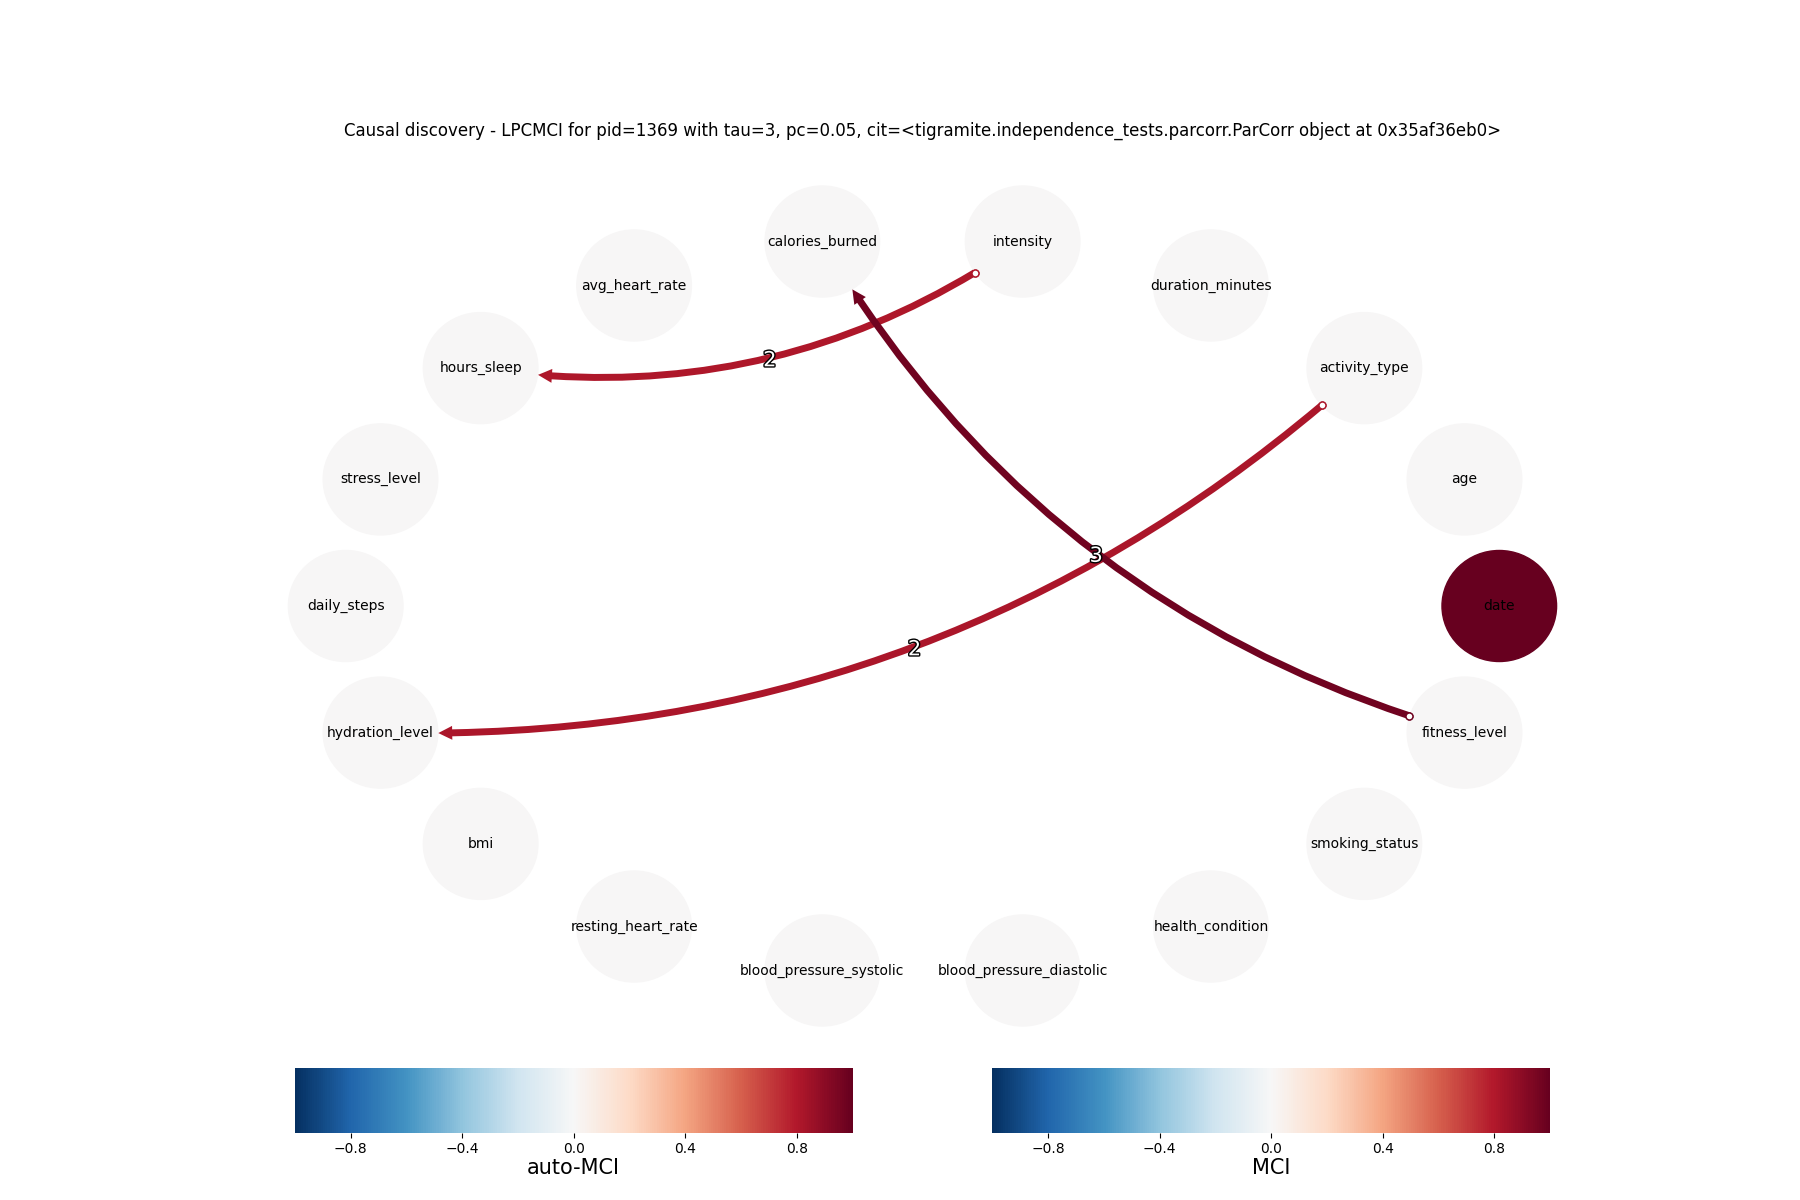 Causal discovery - LPCMCI for pid=1369 with tau=3, pc=0.05, cit=<tigramite.independence_tests.parcorr.ParCorr object at 0x35af36eb0>
calories_burned
intensity
avg_heart_rate
duration_minutes
2
hours_sleep
activity_type
stress_level
age
3
daily_steps
date
2
hydration_level
fitness_level
bmi
smoking_status
resting_heart_rate
health_condition
blood_pressure_systolic
blood_pressure_diastolic
−0.8 −0.4 0.0 0.4 0.8
auto-MCI
−0.8 −0.4 0.0 0.4 0.8
MCI